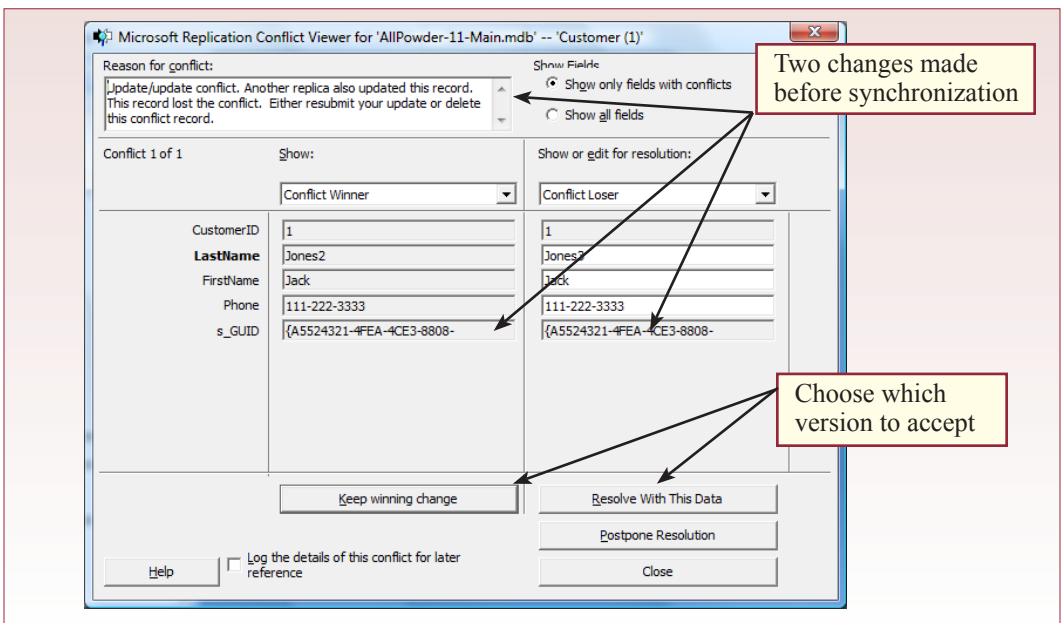 Microsoft Replication Conflict Viewer for 'AllPowder-11-Main.mdb' -- 'Customer (1)'
Reason for conflict:
Update/update conflict. Another replica also updated this record.
This record lost the conflict. Either resubmit your update or delete
this conflict record.
Show Fields
Show only fields with conflicts
Show all fields
Two changes made
before synchronization
Conflict 1 of 1
Show:
Show or edit for resolution:
Conflict Winner
Conflict Loser
CustomerID
1
1
LastName
Jones2
Jones3
FirstName
Jack
Jack
Phone
111-222-3333
111-222-3333
s_GUID
{A5524321-4FEA-4CE3-8808-
{A5524321-4FEA-4CE3-8808-
Choose which
version to accept
Keep winning change
Resolve With This Data
Postpone Resolution
Help
Log the details of this conflict for later
reference
Close